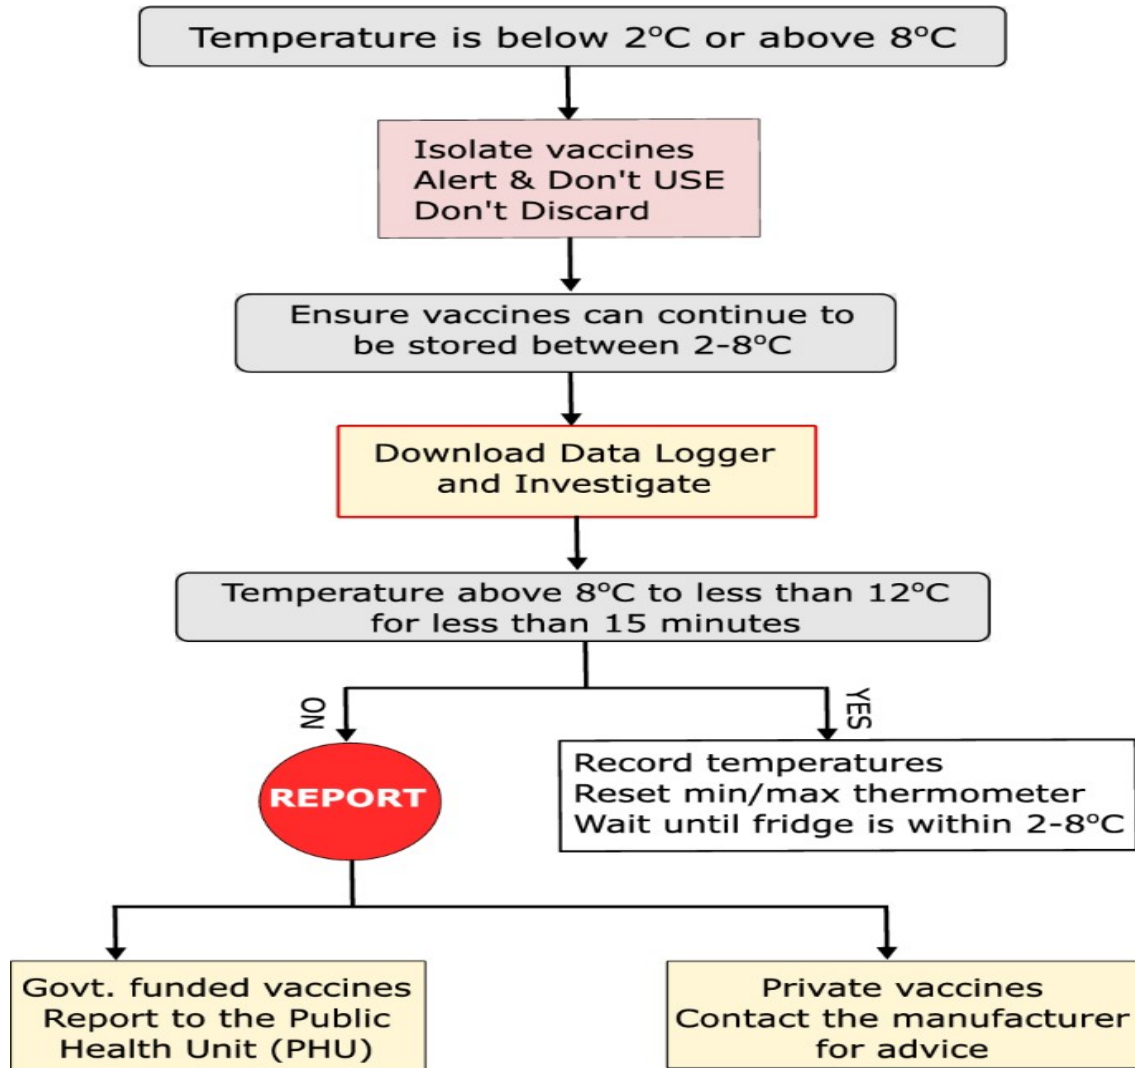 Temperature is below 2°C or above 8°C
Isolate vaccines
Alert & Don't USE
Don't Discard
Ensure vaccines can continue to
be stored between 2-8°C
Download Data Logger
and Investigate
Temperature above 8°C to less than 12°C
for less than 15 minutes
NO
YES
REPORT
Record temperatures
Reset min/max thermometer
Wait until fridge is within 2-8°C
Govt. funded vaccines
Report to the Public
Health Unit (PHU)
Private vaccines
Contact the manufacturer
for advice